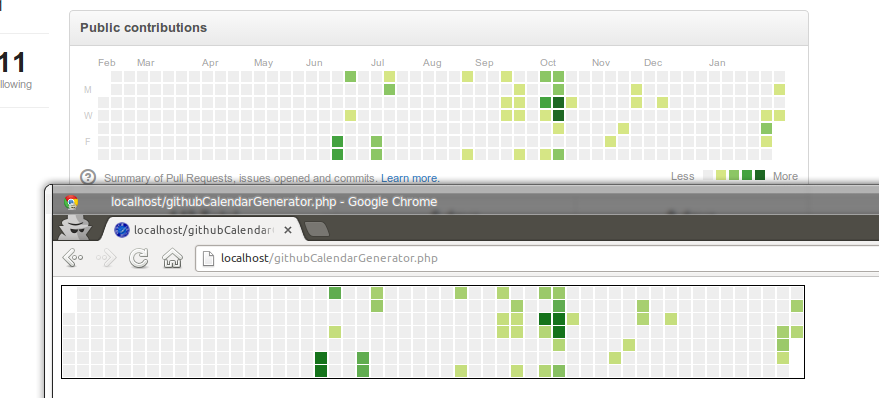 Public contributions
Feb Mar Apr May Jun Jul Aug Sep Oct Nov Dec Jan
11
llowing
M
W
F
Summary of Pull Requests, issues opened and commits. Learn more.
Less More
localhost/githubCalendarGenerator.php - Google Chrome
localhost/githubCalendar
localhost/githubCalendarGenerator.php